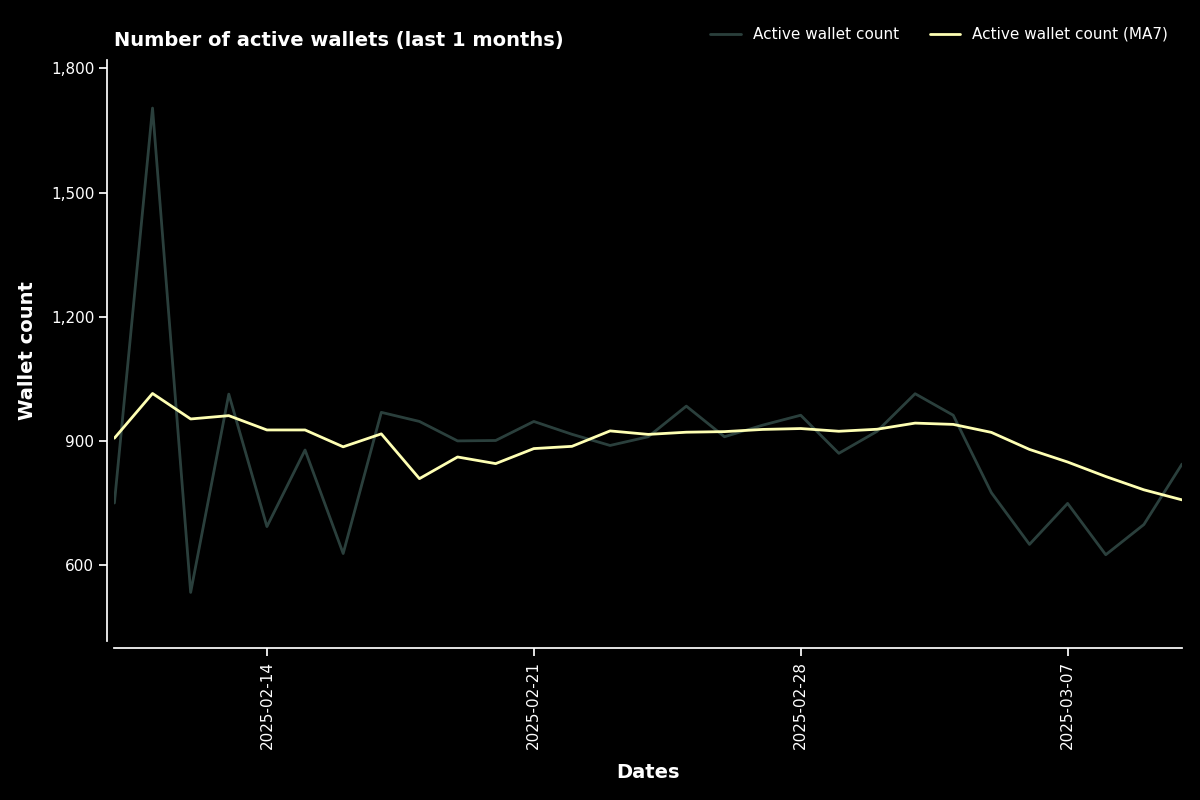 Number of active wallets (last 1 months)
Active wallet count
Active wallet count (MA7)
Wallet count
1,800
1,500
1,200
900
600
2025-02-14
2025-02-21
2025-02-28
2025-03-07
Dates